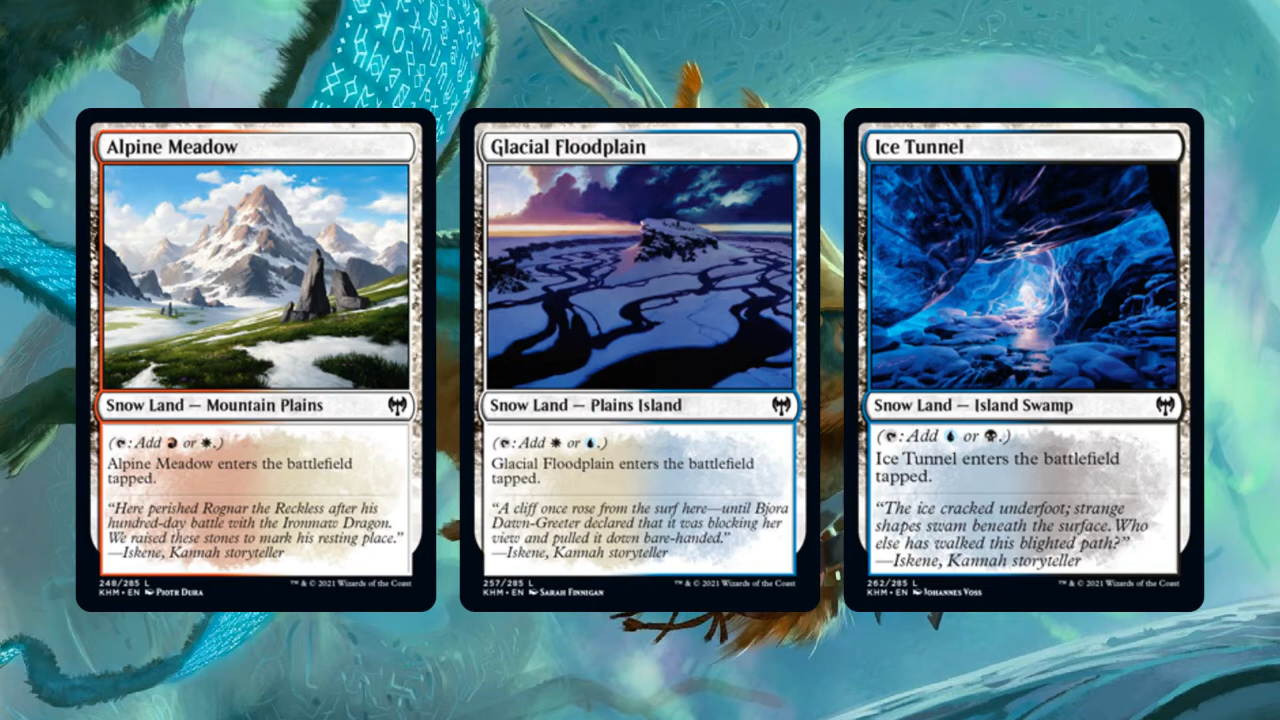 Alpine Meadow
Snow Land — Mountain Plains
( : Add or .)
Alpine Meadow enters the battlefield
tapped.
“Here perished Rognar the Reckless after his
hundred-day battle with the Ironmaw Dragon.
We raised these stones to mark his resting place.”
—Iskene, Kannah storyteller
248/285 L
KHM • EN PIOTR DURA
™ & © 2021 Wizards of the Coast
Glacial Floodplain
Snow Land — Plains Island
( : Add or .)
Glacial Floodplain enters the battlefield
tapped.
“A cliff once rose from the surf here—until Bjora
Dawn-Greeter declared that it was blocking her
view and pulled it down bare-handed.”
—Iskene, Kannah storyteller
257/285 L
KHM • EN SARAH FINNIGAN
™ & © 2021 Wizards of the Coast
Ice Tunnel
Snow Land — Island Swamp
( : Add or .)
Ice Tunnel enters the battlefield
tapped.
“The ice cracked underfoot; strange
shapes swam beneath the surface. Who
else has walked this blighted path?”
—Iskene, Kannah storyteller
262/285 L
KHM • EN JOHANNES VOSS
™ & © 2021 Wizards of the Coast